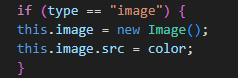 if (type == "image") {
this.image = new Image();
this.image.src = color;
}